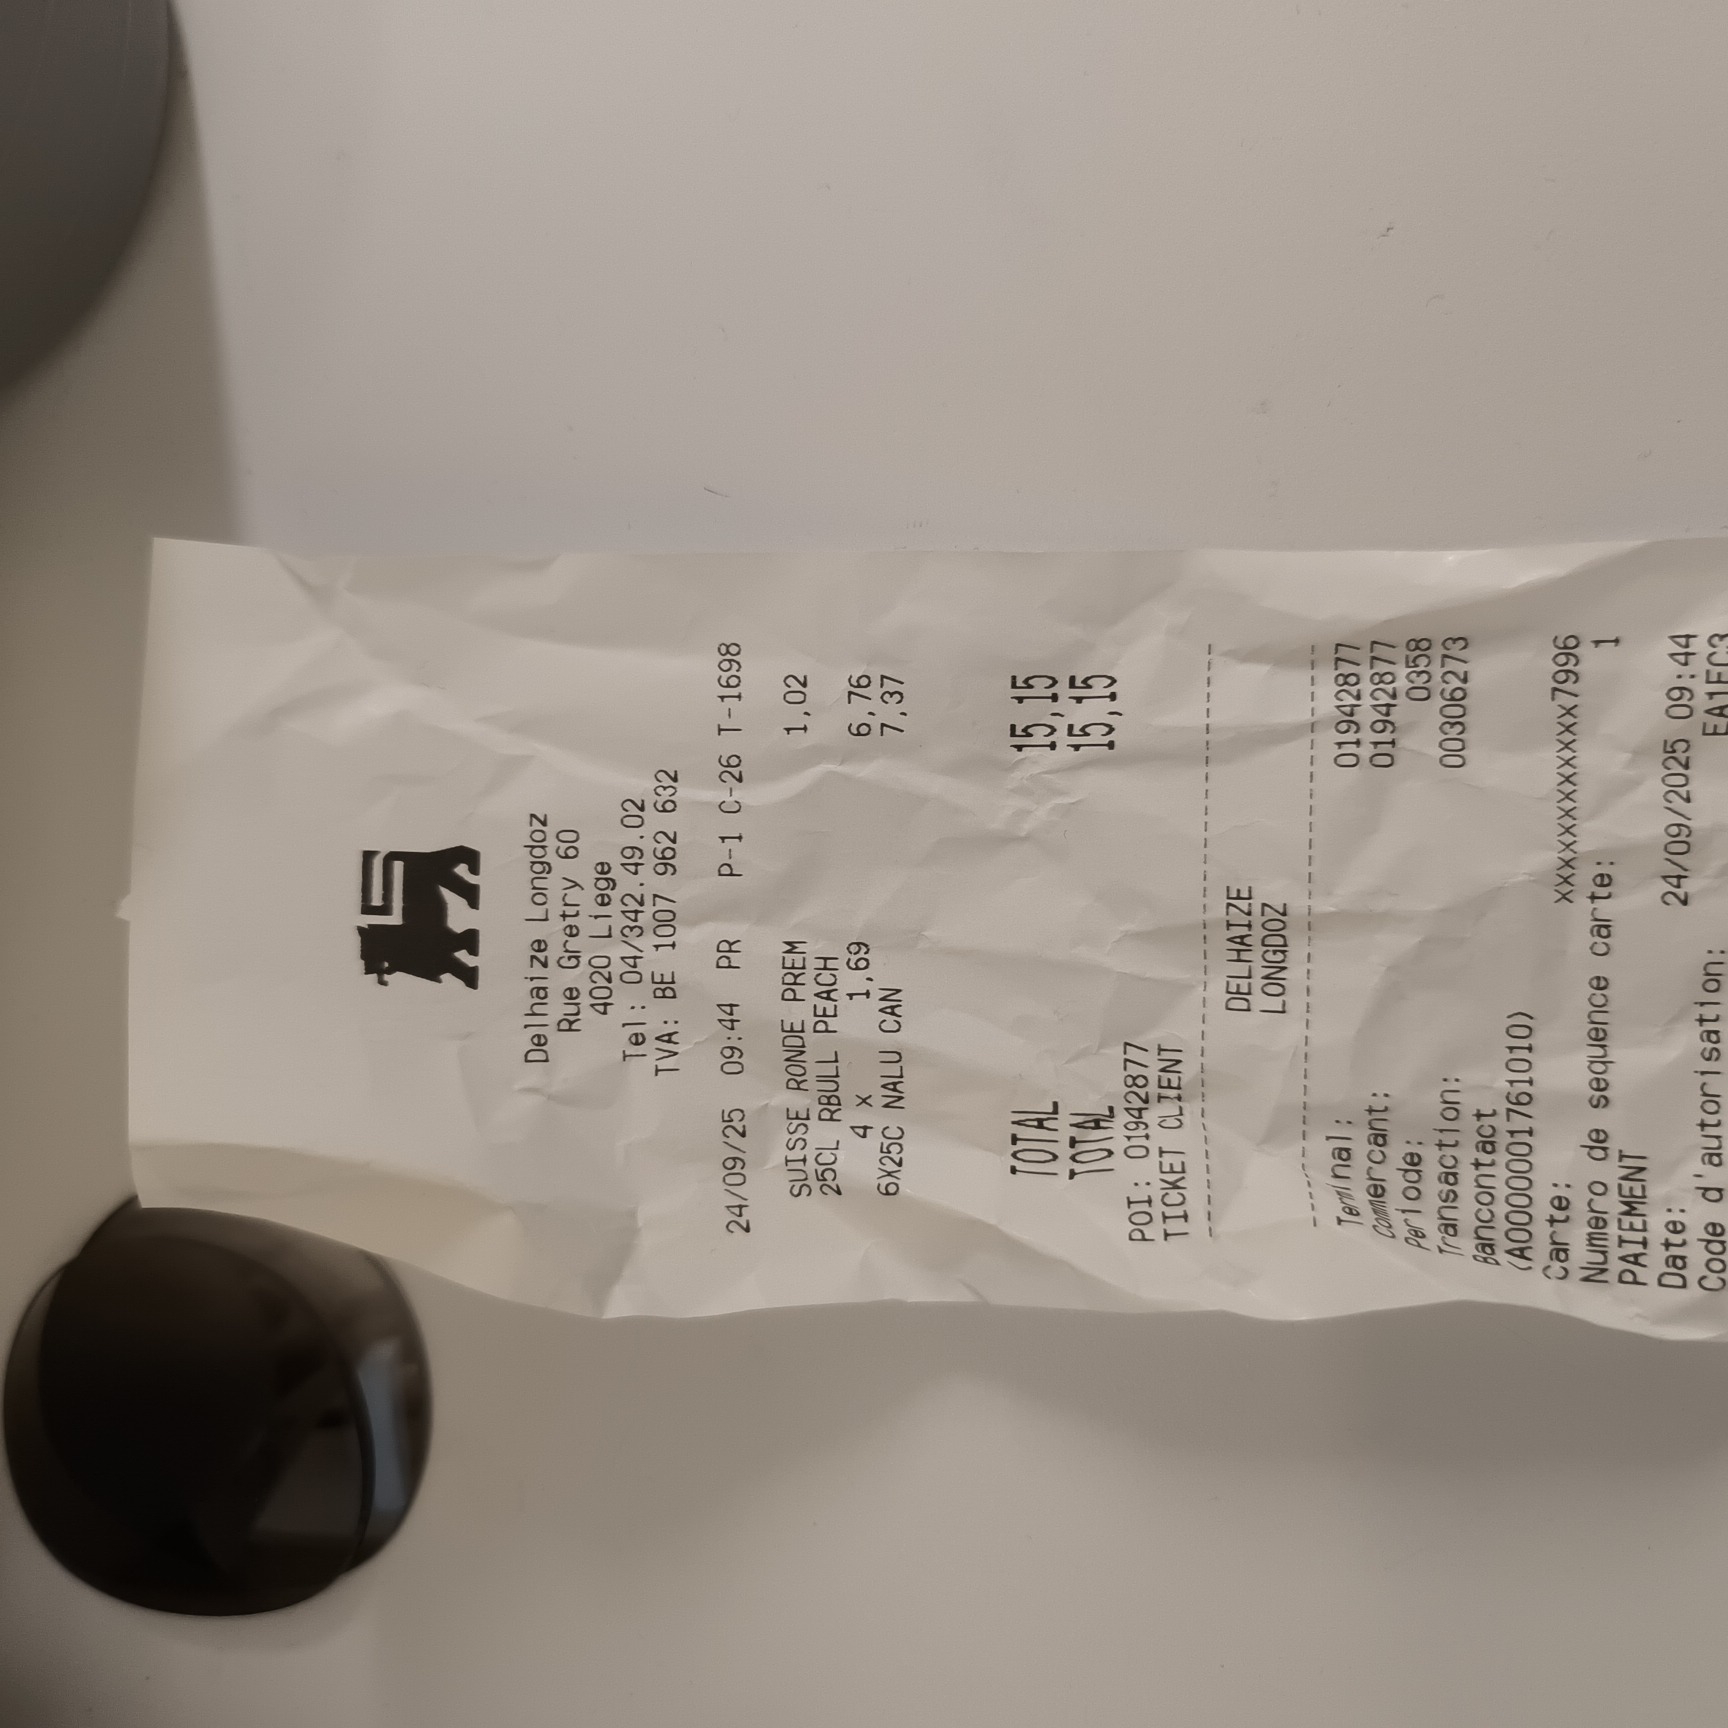 Delhaize Longdoz
Rue Gretry 60
4020 Liege
Tel: 04/342.49.02
TVA: BE 1007 962 632
24/09/25 09:44 PR P-1 C-26 T-1698
SUISSE RONDE PREM 1,02
25CL RBULL PEACH
4 x 1,69 6,76
6X25C NALU CAN 7,37
TOTAL 15,15
TOTAL 15,15
POI: 01942877
TICKET CLIENT
DELHAIZE
LONGDOZ
Terminal: 01942877
Commercant: 01942877
Periode: 0358
Transaction: 00306273
Bancontact
(A0000001761010)
Carte: xxxxxxxxxxxxx7996
Numero de sequence carte: 1
PAIEMENT
Date: 24/09/2025 09:44
Code d'autorisation: EA1EC3